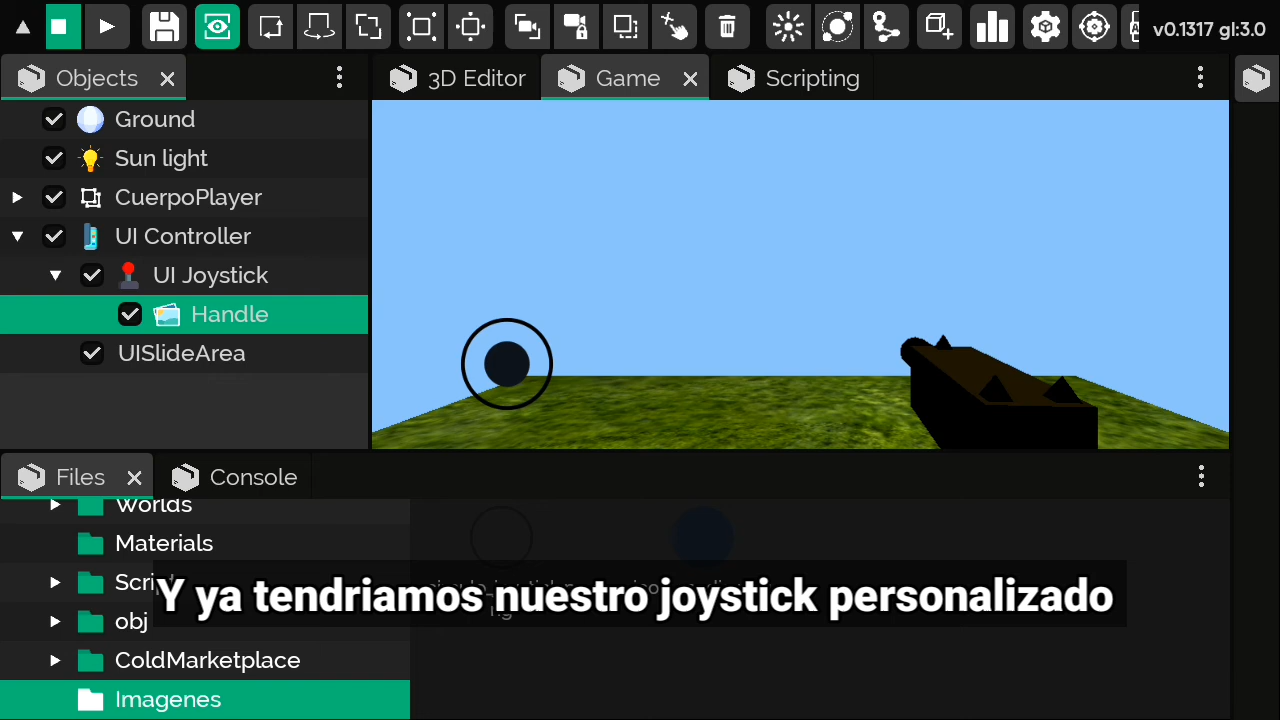 v0.1317 gl:3.0
Objects
3D Editor
Game
Scripting
Ground
Sun light
CuerpoPlayer
UI Controller
UI Joystick
Handle
UISlideArea
Files
Console
Worlds
Materials
obj
ColdMarketplace
Imagenes
Y ya tendriamos nuestro joystick personalizado